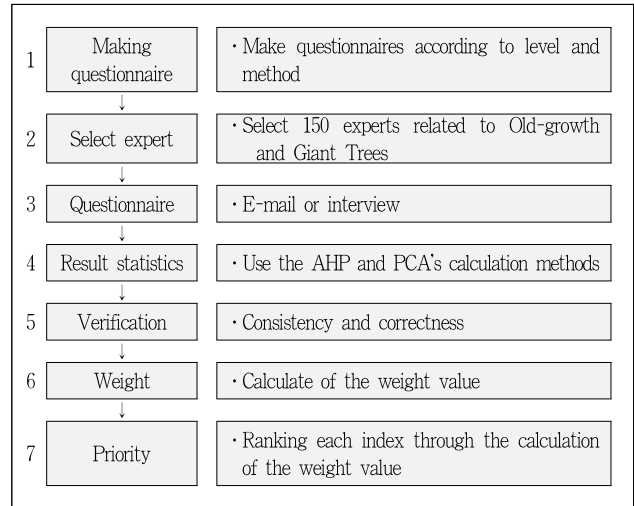 1
Making
questionnaire
· Make questionnaires according to level and
method
↓
2
Select expert
· Select 150 experts related to Old-growth
and Giant Trees
↓
3
Questionnaire
· E-mail or interview
↓
4
Result statistics
· Use the AHP and PCA's calculation methods
↓
5
Verification
· Consistency and correctness
↓
6
Weight
· Calculate of the weight value
↓
7
Priority
· Ranking each index through the calculation
of the weight value